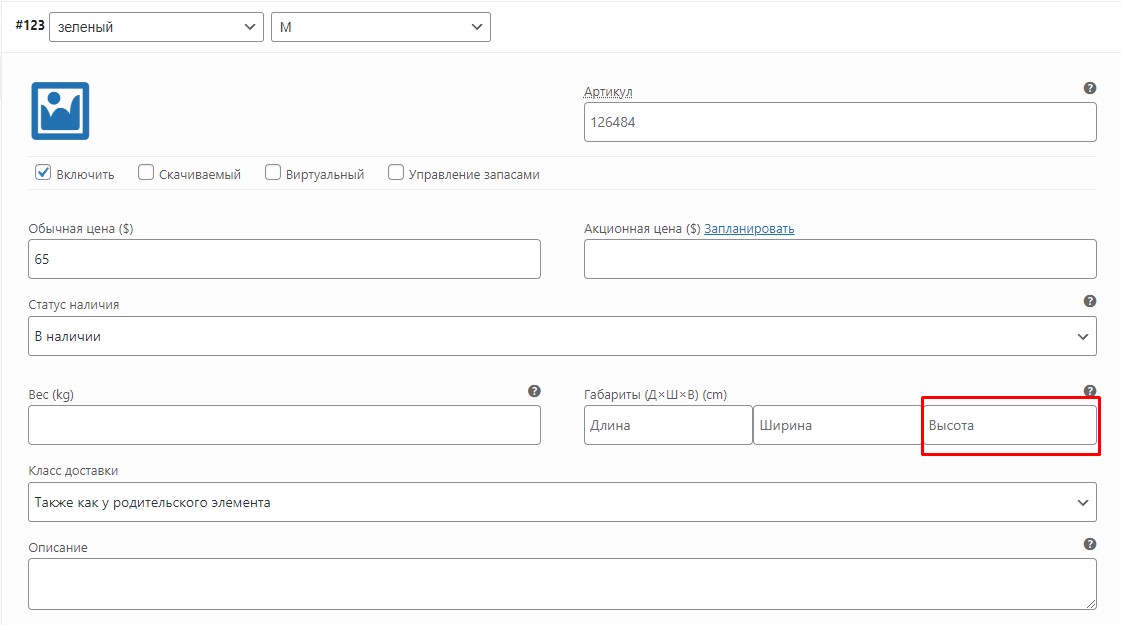 #123 зеленый M
Артикул ?
126484
Включить Скачиваемый Виртуальный Управление запасами
Обычная цена ($) Акционная цена ($) Запланировать
65
Статус наличия ?
В наличии
Вес (kg) ? Габариты (Д×Ш×В) (cm) ?
Длина Ширина Высота
Класс доставки
Также как у родительского элемента
Описание ?